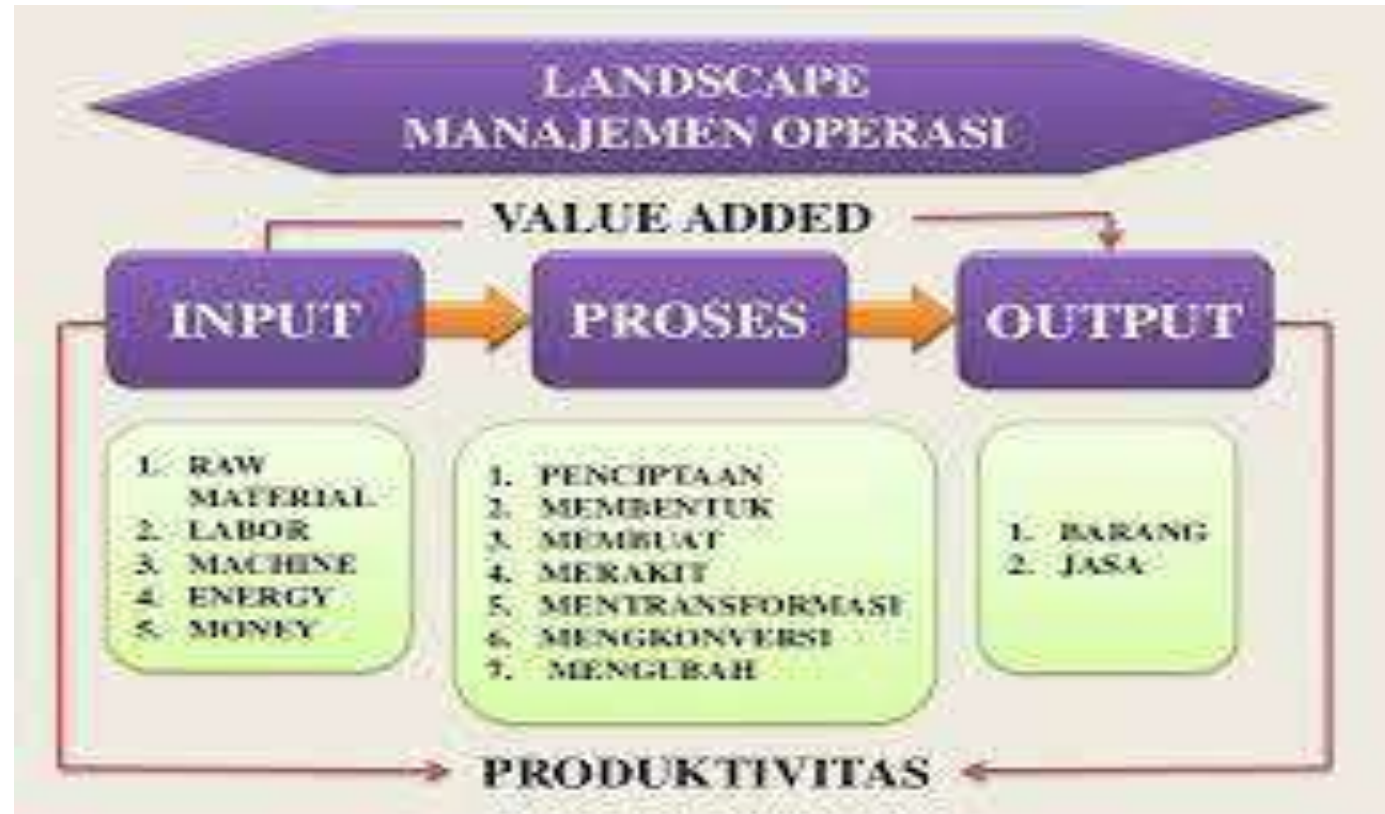 LANDSCAPE
MANAJEMEN OPERASI
VALUE ADDED
INPUT
PROSES
OUTPUT
1. RAW
MATERIAL
2. LABOR
3. MACHINE
4. ENERGY
5. MONEY
1. PENCIPTAAN
2. MEMBENTUK
3. MEMBUAT
4. MERAKIT
5. MENTRANSFORMASI
6. MENGKONVERSI
7. MENGUBAH
1. BARANG
2. JASA
PRODUKTIVITAS